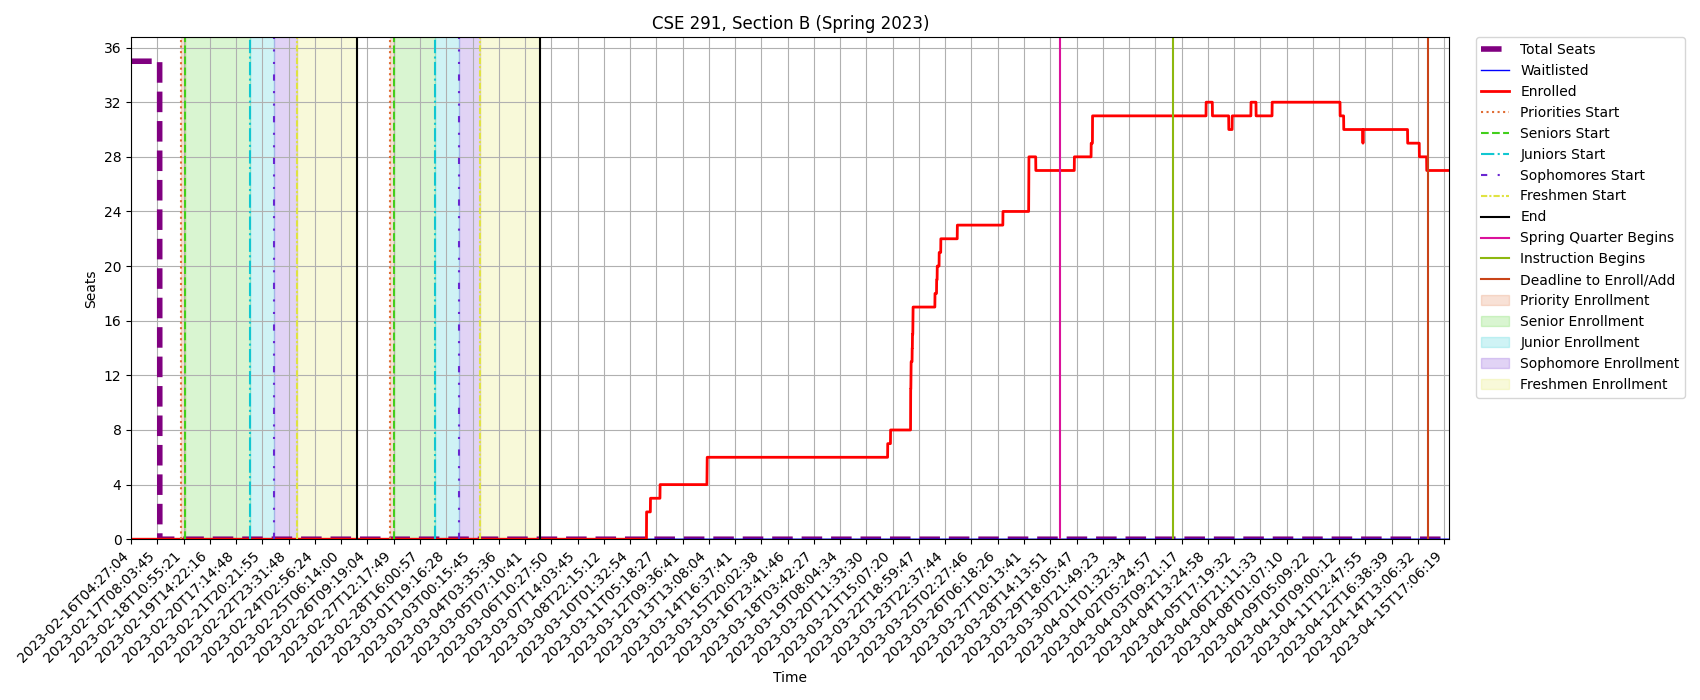 CSE 291, Section B (Spring 2023)
36
32
28
24
20
16
12
8
4
0
Seats
2023-02-16T04:27:04
2023-02-17T08:03:45
2023-02-18T10:55:21
2023-02-19T14:22:16
2023-02-20T17:14:48
2023-02-21T20:21:55
2023-02-22T23:31:48
2023-02-24T02:56:24
2023-02-25T06:14:00
2023-02-26T09:19:04
2023-02-27T12:17:49
2023-02-28T16:00:57
2023-03-01T19:16:28
2023-03-03T00:15:45
2023-03-04T03:35:36
2023-03-05T07:10:41
2023-03-06T10:27:50
2023-03-07T14:03:45
2023-03-08T22:15:12
2023-03-10T01:32:54
2023-03-11T05:18:27
2023-03-12T09:36:41
2023-03-13T13:08:04
2023-03-14T16:37:41
2023-03-15T20:02:38
2023-03-16T23:41:46
2023-03-18T03:42:27
2023-03-19T08:04:34
2023-03-20T11:33:30
2023-03-21T15:07:20
2023-03-22T18:59:47
2023-03-23T22:37:44
2023-03-25T02:27:46
2023-03-26T06:18:26
2023-03-27T10:13:41
2023-03-28T14:13:51
2023-03-29T18:05:47
2023-03-30T21:49:23
2023-04-01T01:32:34
2023-04-02T05:24:57
2023-04-03T09:21:17
2023-04-04T13:24:58
2023-04-05T17:19:32
2023-04-06T21:11:33
2023-04-08T01:07:10
2023-04-09T05:09:22
2023-04-10T09:00:12
2023-04-11T12:47:55
2023-04-12T16:38:39
2023-04-14T13:06:32
2023-04-15T17:06:19
Time
Total Seats
Waitlisted
Enrolled
Priorities Start
Seniors Start
Juniors Start
Sophomores Start
Freshmen Start
End
Spring Quarter Begins
Instruction Begins
Deadline to Enroll/Add
Priority Enrollment
Senior Enrollment
Junior Enrollment
Sophomore Enrollment
Freshmen Enrollment